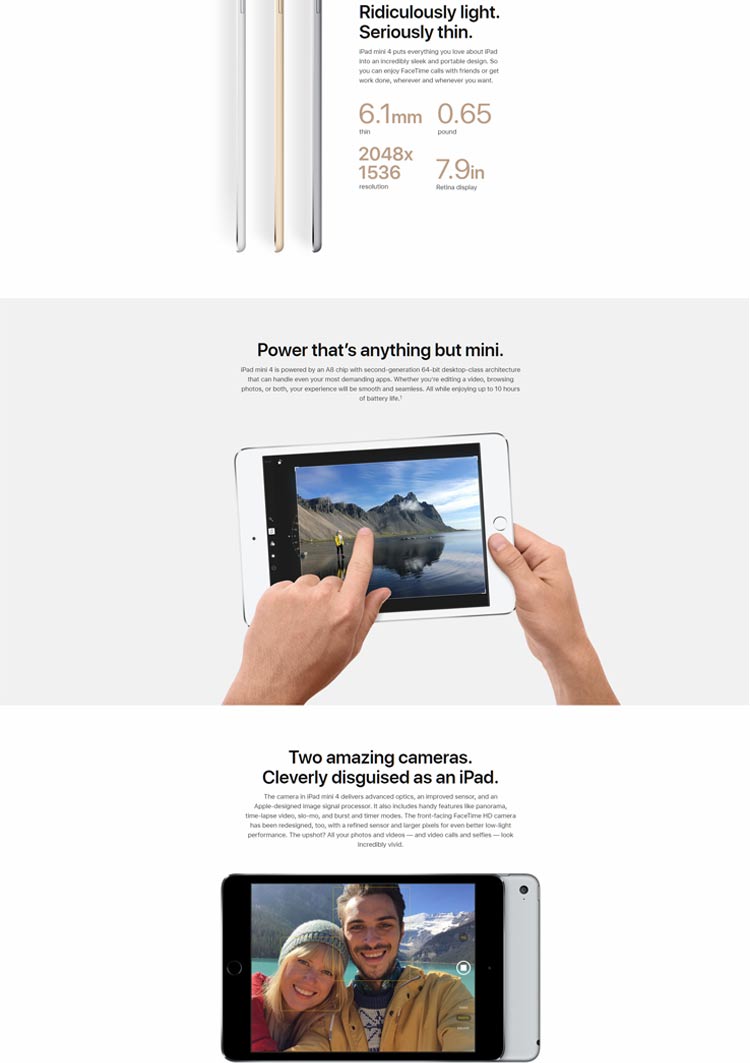 Ridiculously light.
Seriously thin.
iPad mini 4 puts everything you love about iPad
into an incredibly sleek and portable design. So
you can enjoy FaceTime calls with friends or get
work done, wherever and whenever you want.
6.1mm
thin
0.65
pound
2048x
1536
resolution
7.9in
Retina display
Power that's anything but mini.
iPad mini 4 is powered by an A8 chip with second-generation 64-bit desktop-class architecture
that can handle even your most demanding apps. Whether you're editing a video, browsing
photos, or both, your experience will be smooth and seamless. All while enjoying up to 10 hours
of battery life.¹
Two amazing cameras.
Cleverly disguised as an iPad.
The camera in iPad mini 4 delivers advanced optics, an improved sensor, and an
Apple-designed image signal processor. It also includes handy features like panorama,
time-lapse video, slo-mo, and burst and timer modes. The front-facing FaceTime HD camera
has been redesigned, too, with a refined sensor and larger pixels for even better low-light
performance. The upshot? All your photos and videos — and video calls and selfies — look
incredibly vivid.